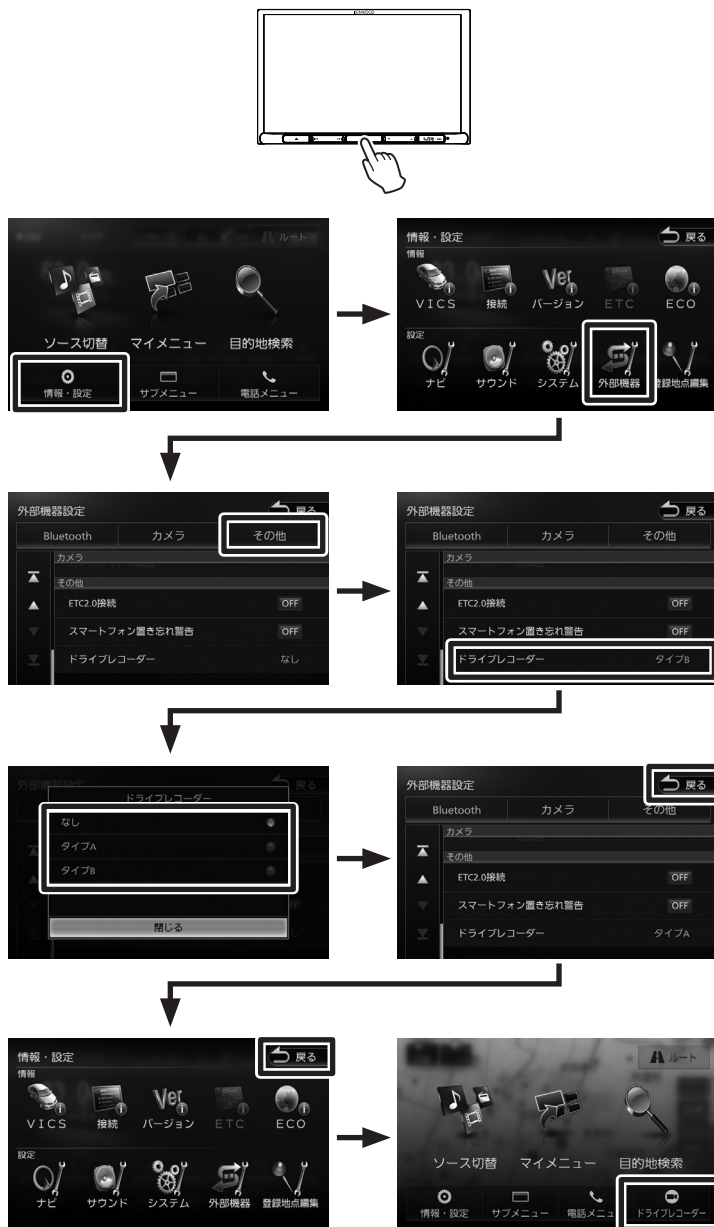 KENWOOD
ルート
ソース切替 マイメニュー 目的地検索
情報・設定 サブメニュー 電話メニュー
情報・設定 戻る
情報
VICS 接続 バージョン ETC ECO
Ver
設定
ナビ サウンド システム 外部機器 登録地点編集
外部機器設定 戻る
Bluetooth カメラ その他
カメラ
その他
ETC2.0接続 OFF
スマートフォン置き忘れ警告 OFF
ドライブレコーダー なし
外部機器設定 戻る
Bluetooth カメラ その他
カメラ
その他
ETC2.0接続 OFF
スマートフォン置き忘れ警告 OFF
ドライブレコーダー タイプB
外部機器設定 戻る
ドライブレコーダー
なし
タイプA
タイプB
閉じる
外部機器設定 戻る
Bluetooth カメラ その他
カメラ
その他
ETC2.0接続 OFF
スマートフォン置き忘れ警告 OFF
ドライブレコーダー タイプA
情報・設定 戻る
情報
Ver
VICS 接続 バージョン ETC ECO
設定
ナビ サウンド システム 外部機器 登録地点編集
ルート
ソース切替 マイメニュー 目的地検索
情報・設定 サブメニュー 電話メニュ ドライブレコーダー